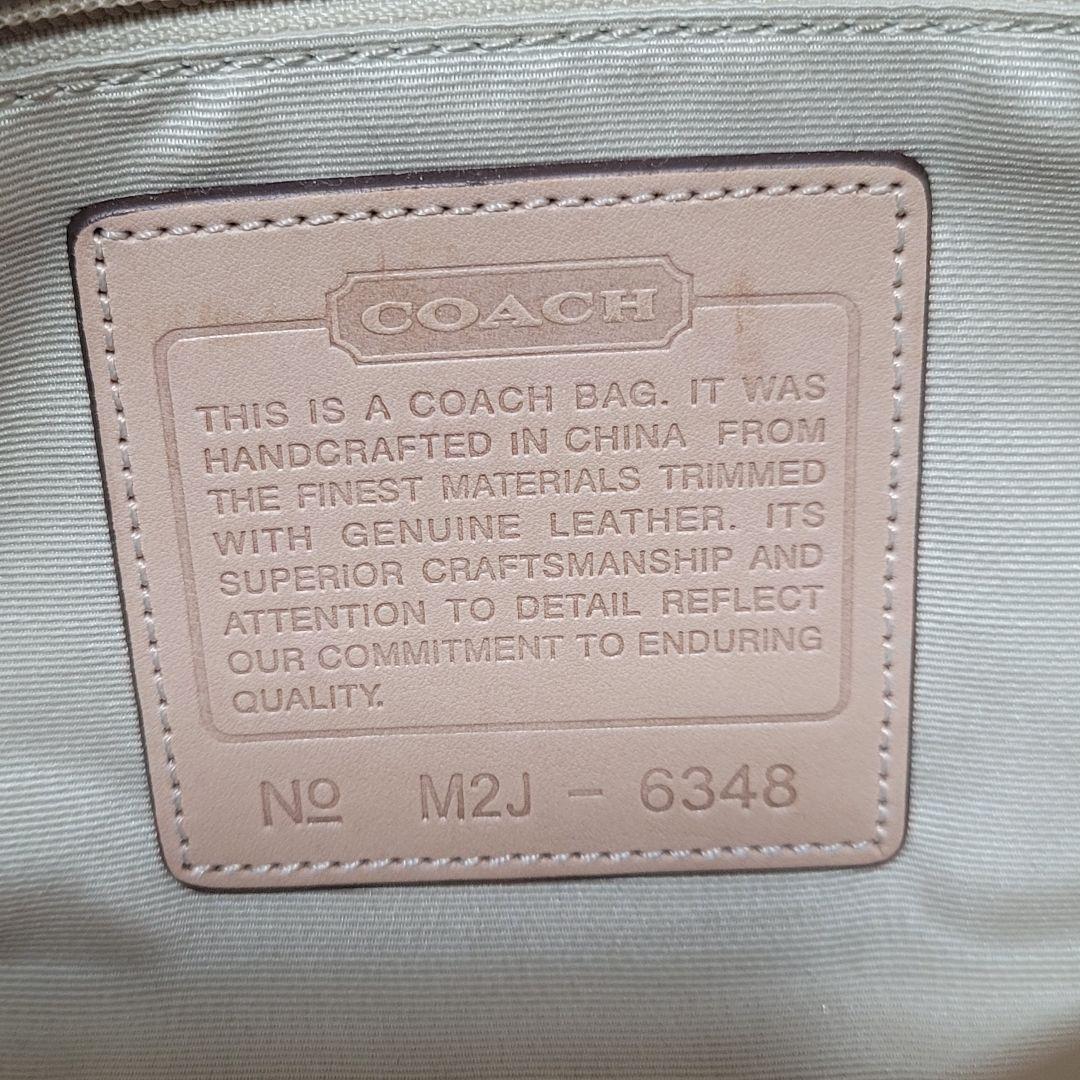 COACH
THIS IS A COACH BAG. IT WAS
HANDCRAFTED IN CHINA FROM
THE FINEST MATERIALS TRIMMED
WITH GENUINE LEATHER. ITS
SUPERIOR CRAFTSMANSHIP AND
ATTENTION TO DETAIL REFLECT
OUR COMMITMENT TO ENDURING
QUALITY.
Nº M2J - 6348